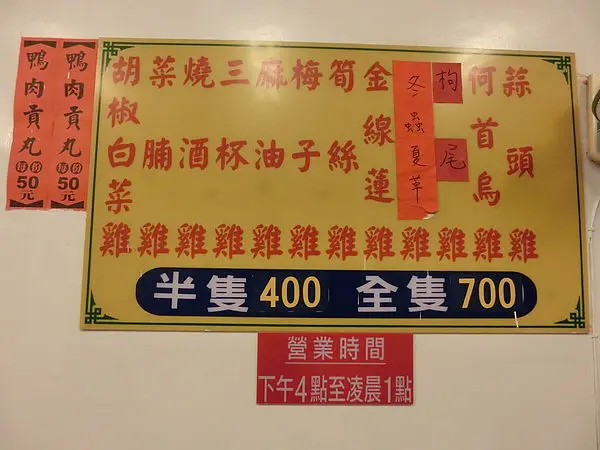 鴨肉貢丸
每份
50元
鴨肉貢丸
每份
50元
胡椒白菜雞
菜脯雞
燒酒雞
三杯雞
麻油雞
梅子雞
筍絲雞
金線蓮雞
冬蟲夏草雞
枸尾雞
何首烏雞
蒜頭雞
半隻400 全隻700
營業時間
下午4點至凌晨1點